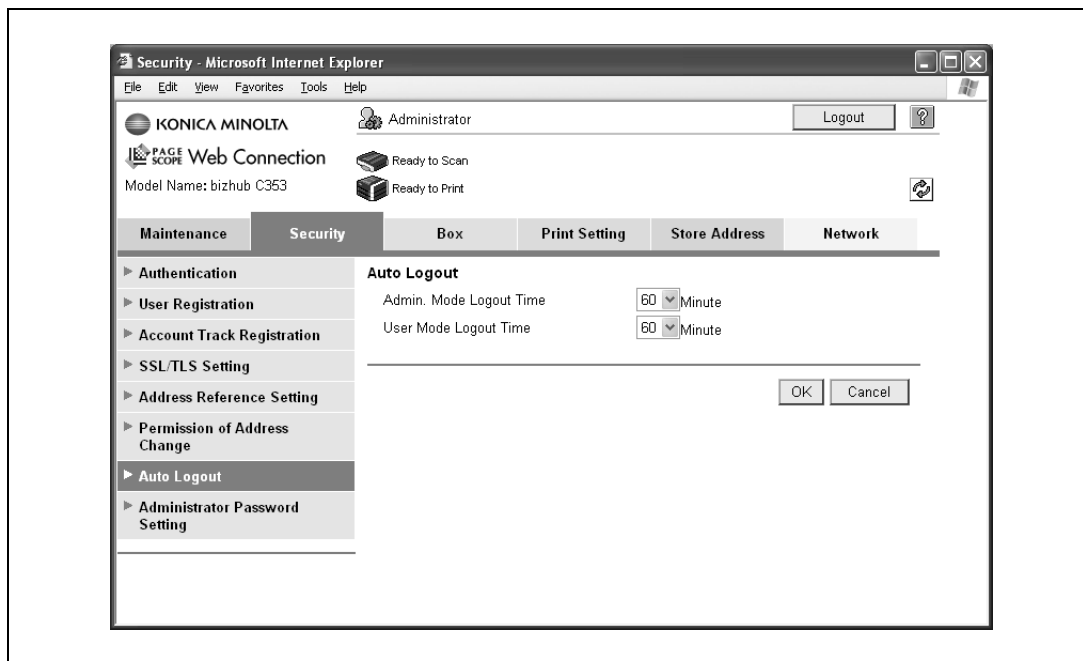 Security - Microsoft Internet Explorer
File Edit View Favorites Tools Help
KONICA MINOLTA
Administrator
Logout
?
PAGE SCOPE Web Connection
Ready to Scan
Model Name: bizhub C353
Ready to Print
Maintenance Security Box Print Setting Store Address Network
Authentication
User Registration
Account Track Registration
SSL/TLS Setting
Address Reference Setting
Permission of Address
Change
Auto Logout
Administrator Password
Setting
Auto Logout
Admin. Mode Logout Time 60 Minute
User Mode Logout Time 60 Minute
OK Cancel